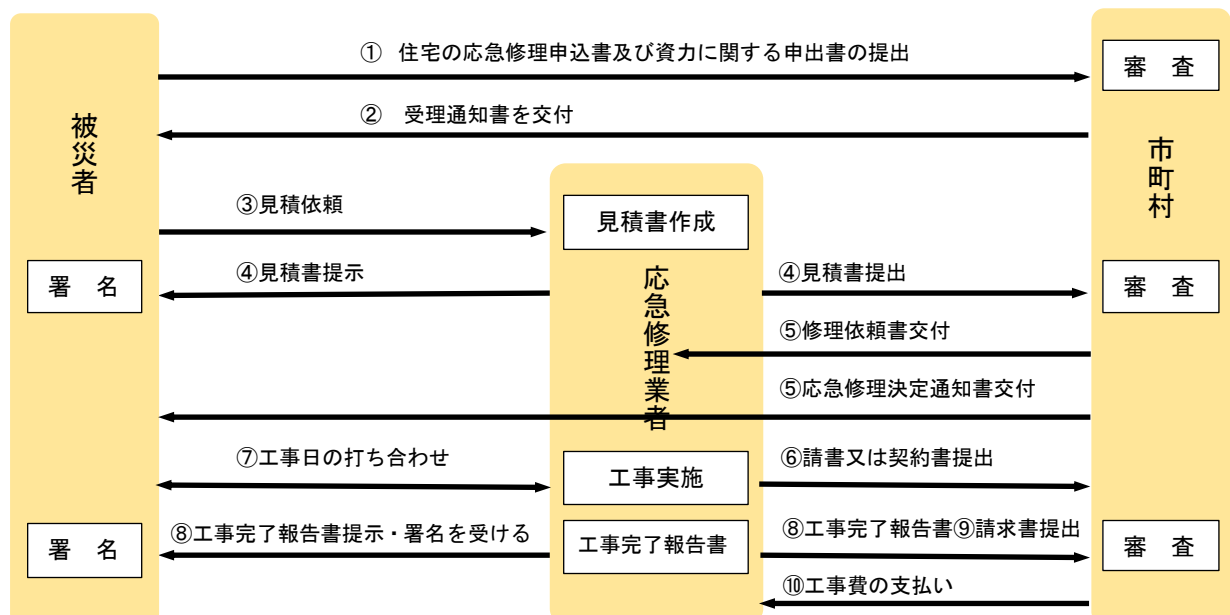 ① 住宅の応急修理申込書及び資力に関する申出書の提出
審 査
② 受理通知書を交付
被災者
市町村
③見積依頼
見積書作成
署 名
④見積書提示
応急修理業者
④見積書提出
審 査
⑤修理依頼書交付
⑤応急修理決定通知書交付
⑦工事日の打ち合わせ
工事実施
⑥請書又は契約書提出
署 名
⑧工事完了報告書提示・署名を受ける
工事完了報告書
⑧工事完了報告書⑨請求書提出
審 査
⑩工事費の支払い